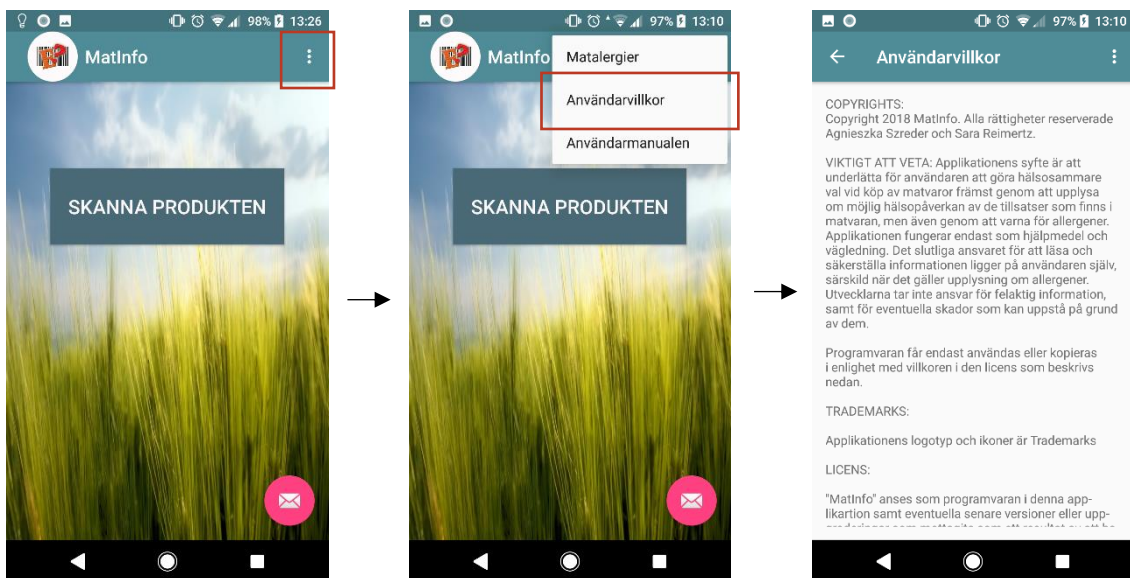 98% 13:26
MatInfo
SKANNA PRODUKTEN
97% 13:10
MatInfo
Matalergier
Användarvillkor
Användarmanualen
SKANNA PRODUKTEN
97% 13:10
Användarvillkor
COPYRIGHTS:
Copyright 2018 MatInfo. Alla rättigheter reserverade
Agnieszka Szreder och Sara Reimertz.
VIKTIGT ATT VETA: Applikationens syfte är att
underlätta för användaren att göra hälsosammare
val vid köp av matvaror främst genom att upplysa
om möjlig hälsopåverkan av de tillsatser som finns i
matvaran, men även genom att varna för allergener.
Applikationen fungerar endast som hjälpmedel och
vägledning. Det slutliga ansvaret för att läsa och
säkerställa informationen ligger på användaren själv,
särskild när det gäller upplysning om allergener.
Utvecklarna tar inte ansvar för felaktig information,
samt för eventuella skador som kan uppstå på grund
av dem.
Programvaran får endast användas eller kopieras
i enlighet med villkoren i den licens som beskrivs
nedan.
TRADEMARKS:
Applikationens logotyp och ikoner är Trademarks
LICENS:
"MatInfo" anses som programvaran i denna app-
likartion samt eventuella senare versioner eller upp-